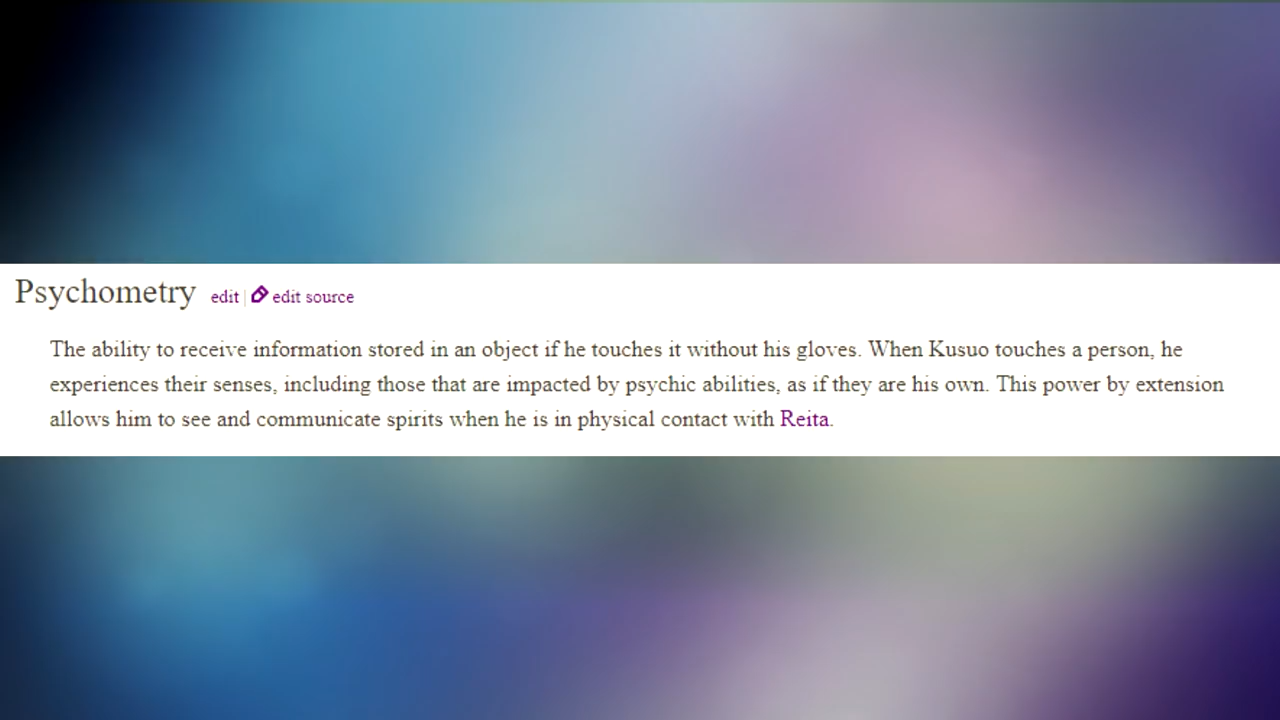 Psychometry edit | edit source
The ability to receive information stored in an object if he touches it without his gloves. When Kusuo touches a person, he
experiences their senses, including those that are impacted by psychic abilities, as if they are his own. This power by extension
allows him to see and communicate spirits when he is in physical contact with Reita.